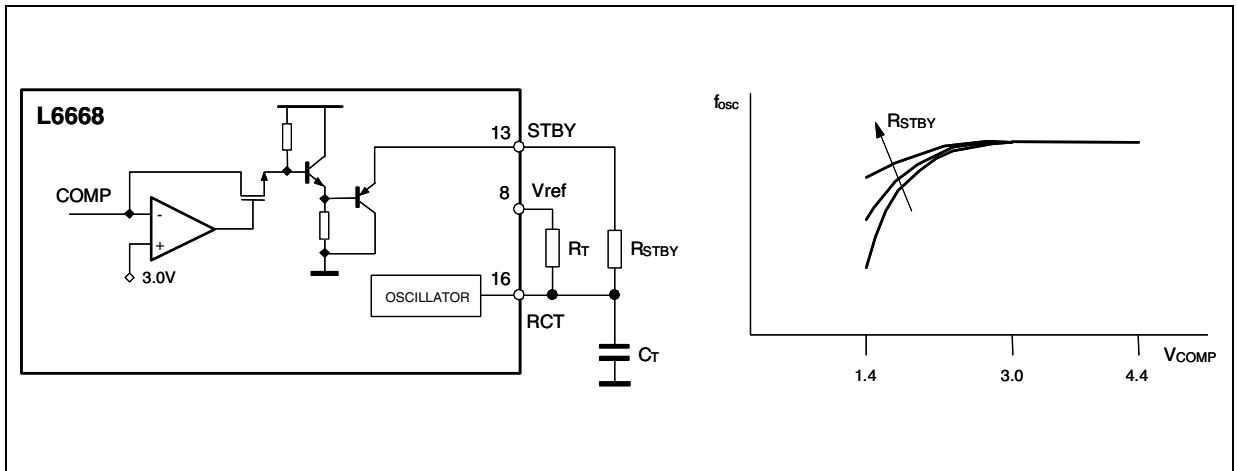 L6668
COMP
-
+
3.0V
13 STBY
8 Vref
RT
RSTBY
16
OSCILLATOR
RCT
CT
fosc
RSTBY
1.4
3.0
4.4
VCOMP